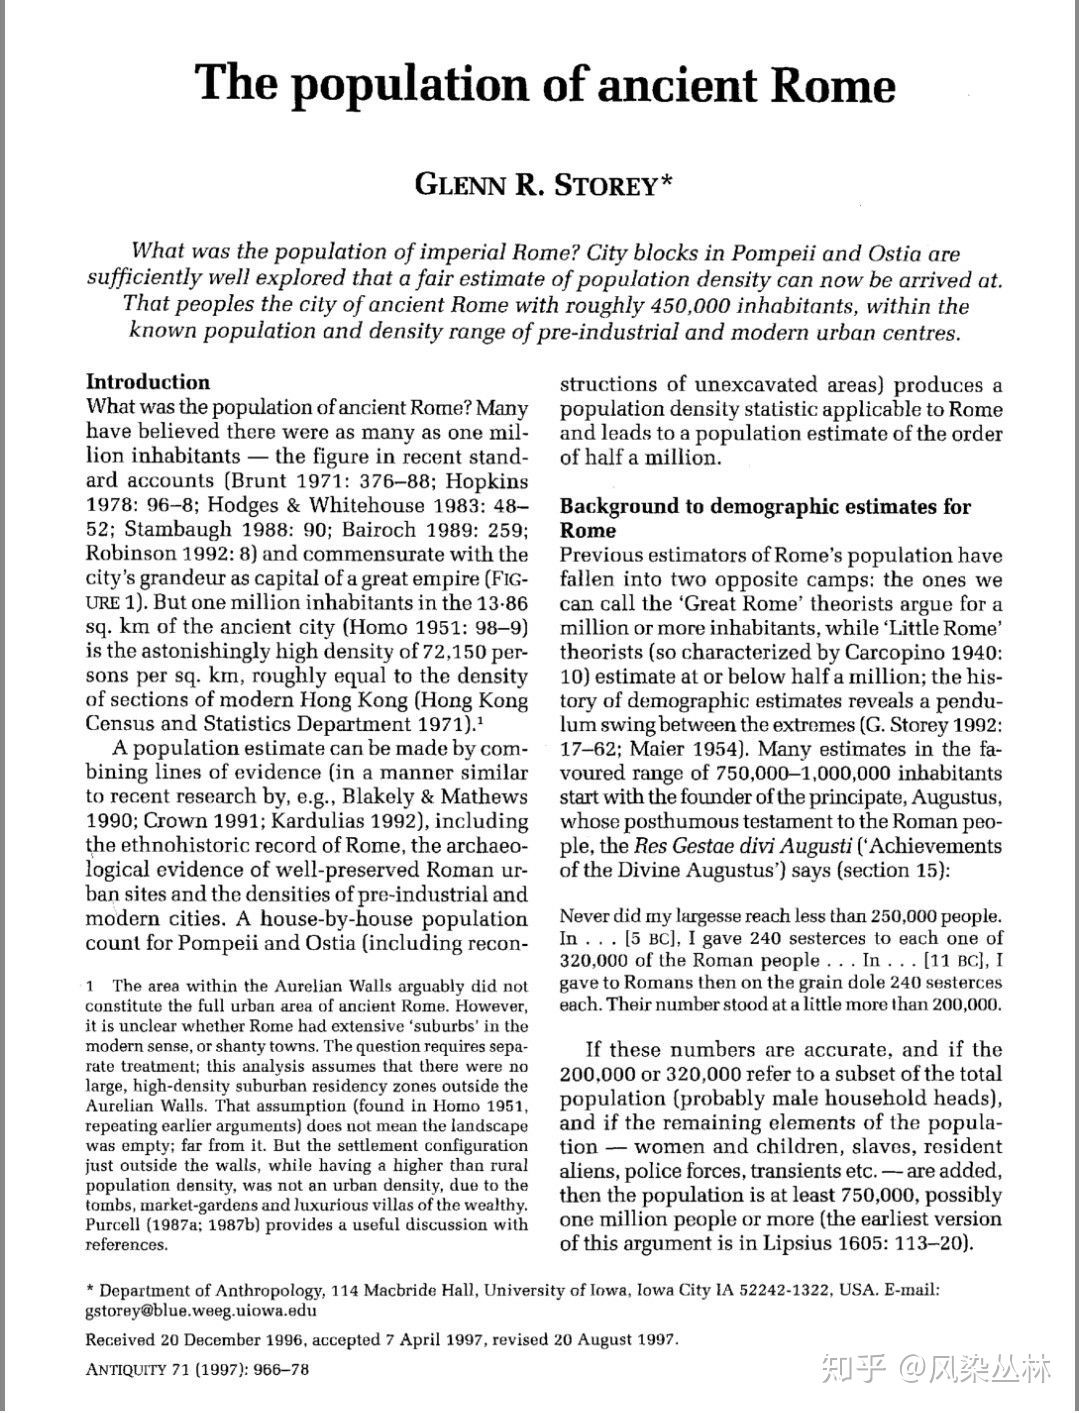 The population of ancient Rome
GLENN R. STOREY*
What was the population of imperial Rome? City blocks in Pompeii and Ostia are
sufficiently well explored that a fair estimate of population density can now be arrived at.
That peoples the city of ancient Rome with roughly 450,000 inhabitants, within the
known population and density range of pre-industrial and modern urban centres.
Introduction
What was the population of ancient Rome? Many
have believed there were as many as one mil-
lion inhabitants — the figure in recent stand-
ard accounts (Brunt 1971: 376–88; Hopkins
1978: 96–8; Hodges & Whitehouse 1983: 48–
52; Stambaugh 1988: 90; Bairoch 1989: 259;
Robinson 1992: 8) and commensurate with the
city's grandeur as capital of a great empire (FIG-
URE 1). But one million inhabitants in the 13·86
sq. km of the ancient city (Homo 1951: 98–9)
is the astonishingly high density of 72,150 per-
sons per sq. km, roughly equal to the density
of sections of modern Hong Kong (Hong Kong
Census and Statistics Department 1971).¹
A population estimate can be made by com-
bining lines of evidence (in a manner similar
to recent research by, e.g., Blakely & Mathews
1990; Crown 1991; Kardulias 1992), including
the ethnohistoric record of Rome, the archaeo-
logical evidence of well-preserved Roman ur-
ban sites and the densities of pre-industrial and
modern cities. A house-by-house population
count for Pompeii and Ostia (including recon-
1 The area within the Aurelian Walls arguably did not
constitute the full urban area of ancient Rome. However,
it is unclear whether Rome had extensive 'suburbs' in the
modern sense, or shanty towns. The question requires sepa-
rate treatment; this analysis assumes that there were no
large, high-density suburban residency zones outside the
Aurelian Walls. That assumption (found in Homo 1951,
repeating earlier arguments) does not mean the landscape
was empty; far from it. But the settlement configuration
just outside the walls, while having a higher than rural
population density, was not an urban density, due to the
tombs, market-gardens and luxurious villas of the wealthy.
Purcell (1987a; 1987b) provides a useful discussion with
references.
structions of unexcavated areas) produces a
population density statistic applicable to Rome
and leads to a population estimate of the order
of half a million.
Background to demographic estimates for
Rome
Previous estimators of Rome's population have
fallen into two opposite camps: the ones we
can call the 'Great Rome' theorists argue for a
million or more inhabitants, while 'Little Rome'
theorists (so characterized by Carcopino 1940:
10) estimate at or below half a million; the his-
tory of demographic estimates reveals a pendu-
lum swing between the extremes (G. Storey 1992:
17–62; Maier 1954). Many estimates in the fa-
voured range of 750,000–1,000,000 inhabitants
start with the founder of the principate, Augustus,
whose posthumous testament to the Roman peo-
ple, the Res Gestae divi Augusti ('Achievements
of the Divine Augustus') says (section 15):
Never did my largesse reach less than 250,000 people.
In . . . [5 BC], I gave 240 sesterces to each one of
320,000 of the Roman people . . . In . . . [11 BC], I
gave to Romans then on the grain dole 240 sesterces
each. Their number stood at a little more than 200,000.
If these numbers are accurate, and if the
200,000 or 320,000 refer to a subset of the total
population (probably male household heads),
and if the remaining elements of the popula-
tion — women and children, slaves, resident
aliens, police forces, transients etc. — are added,
then the population is at least 750,000, possibly
one million people or more (the earliest version
of this argument is in Lipsius 1605: 113–20).
* Department of Anthropology, 114 Macbride Hall, University of Iowa, Iowa City IA 52242-1322, USA. E-mail:
gstorey@blue.weeg.uiowa.edu
Received 20 December 1996, accepted 7 April 1997, revised 20 August 1997.
ANTIQUITY 71 (1997): 966–78
知乎 @风染丛林